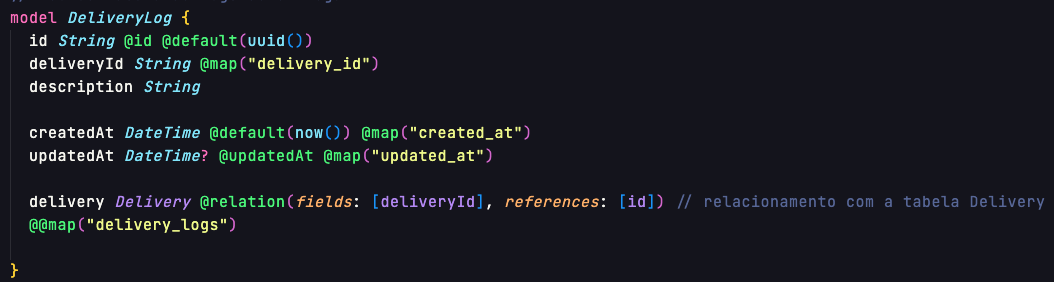 model DeliveryLog {
id String @id @default(uuid())
deliveryId String @map("delivery_id")
description String
createdAt DateTime @default(now()) @map("created_at")
updatedAt DateTime? @updatedAt @map("updated_at")
delivery Delivery @relation(fields: [deliveryId], references: [id]) // relacionamento com a tabela Delivery
@@map("delivery_logs")
}